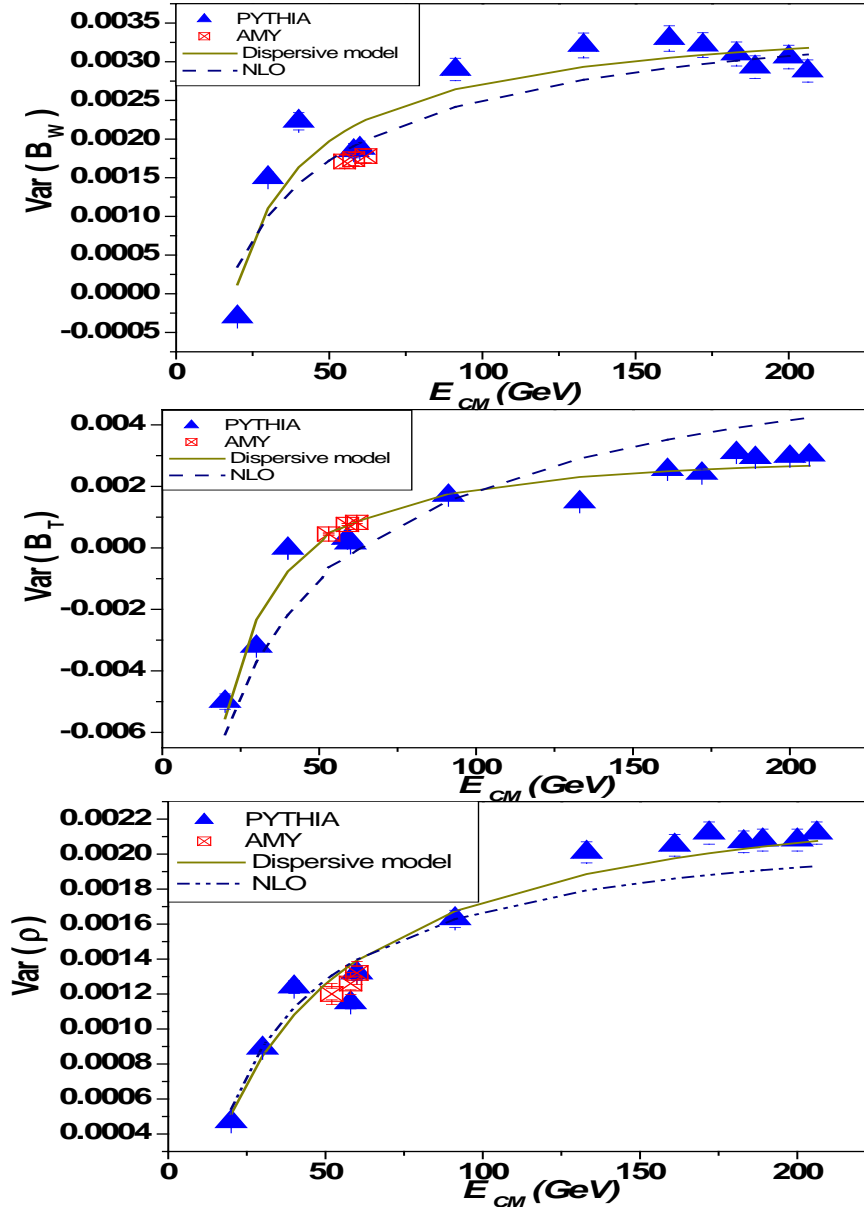 PYTHIA
AMY
Dispersive model
NLO
0.0035
0.0030
0.0025
0.0020
0.0015
0.0010
0.0005
0.0000
-0.0005
Var ( B_W )
0 50 100 150 200
E_CM (GeV)
PYTHIA
AMY
Dispersive model
NLO
0.004
0.002
0.000
-0.002
-0.004
-0.006
Var ( B_T )
0 50 100 150 200
E_CM (GeV)
PYTHIA
AMY
Dispersive model
NLO
0.0022
0.0020
0.0018
0.0016
0.0014
0.0012
0.0010
0.0008
0.0006
0.0004
Var ( ρ )
0 50 100 150 200
E_CM (GeV)